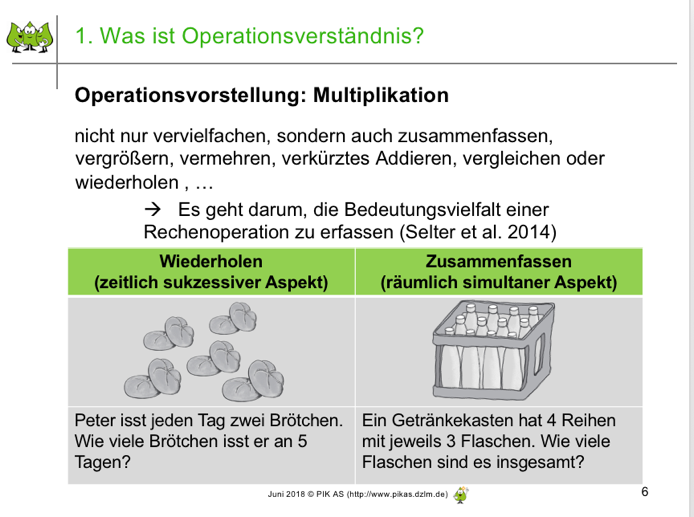 1. Was ist Operationsverständnis?
Operationsvorstellung: Multiplikation
nicht nur vervielfachen, sondern auch zusammenfassen,
vergrößern, vermehren, verkürztes Addieren, vergleichen oder
wiederholen , …
→ Es geht darum, die Bedeutungsvielfalt einer
Rechenoperation zu erfassen (Selter et al. 2014)
Wiederholen
(zeitlich sukzessiver Aspekt)
Zusammenfassen
(räumlich simultaner Aspekt)
Peter isst jeden Tag zwei Brötchen.
Wie viele Brötchen isst er an 5
Tagen?
Ein Getränkekasten hat 4 Reihen
mit jeweils 3 Flaschen. Wie viele
Flaschen sind es insgesamt?
Juni 2018 © PIK AS (http://www.pikas.dzlm.de)
6